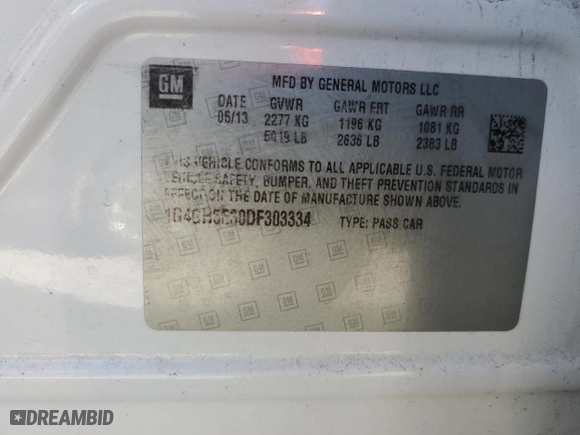 GM
MFD BY GENERAL MOTORS LLC
DATE GVWR GAWR FRT GAWR RR
05/13 2277 KG 1196 KG 1081 KG
5019 LB 2636 LB 2383 LB
THIS VEHICLE CONFORMS TO ALL APPLICABLE U.S. FEDERAL MOTOR
VEHICLE SAFETY, BUMPER, AND THEFT PREVENTION STANDARDS IN
EFFECT ON THE DATE OF MANUFACTURE SHOWN ABOVE.
TYPE: PASS CAR
DREAMBID